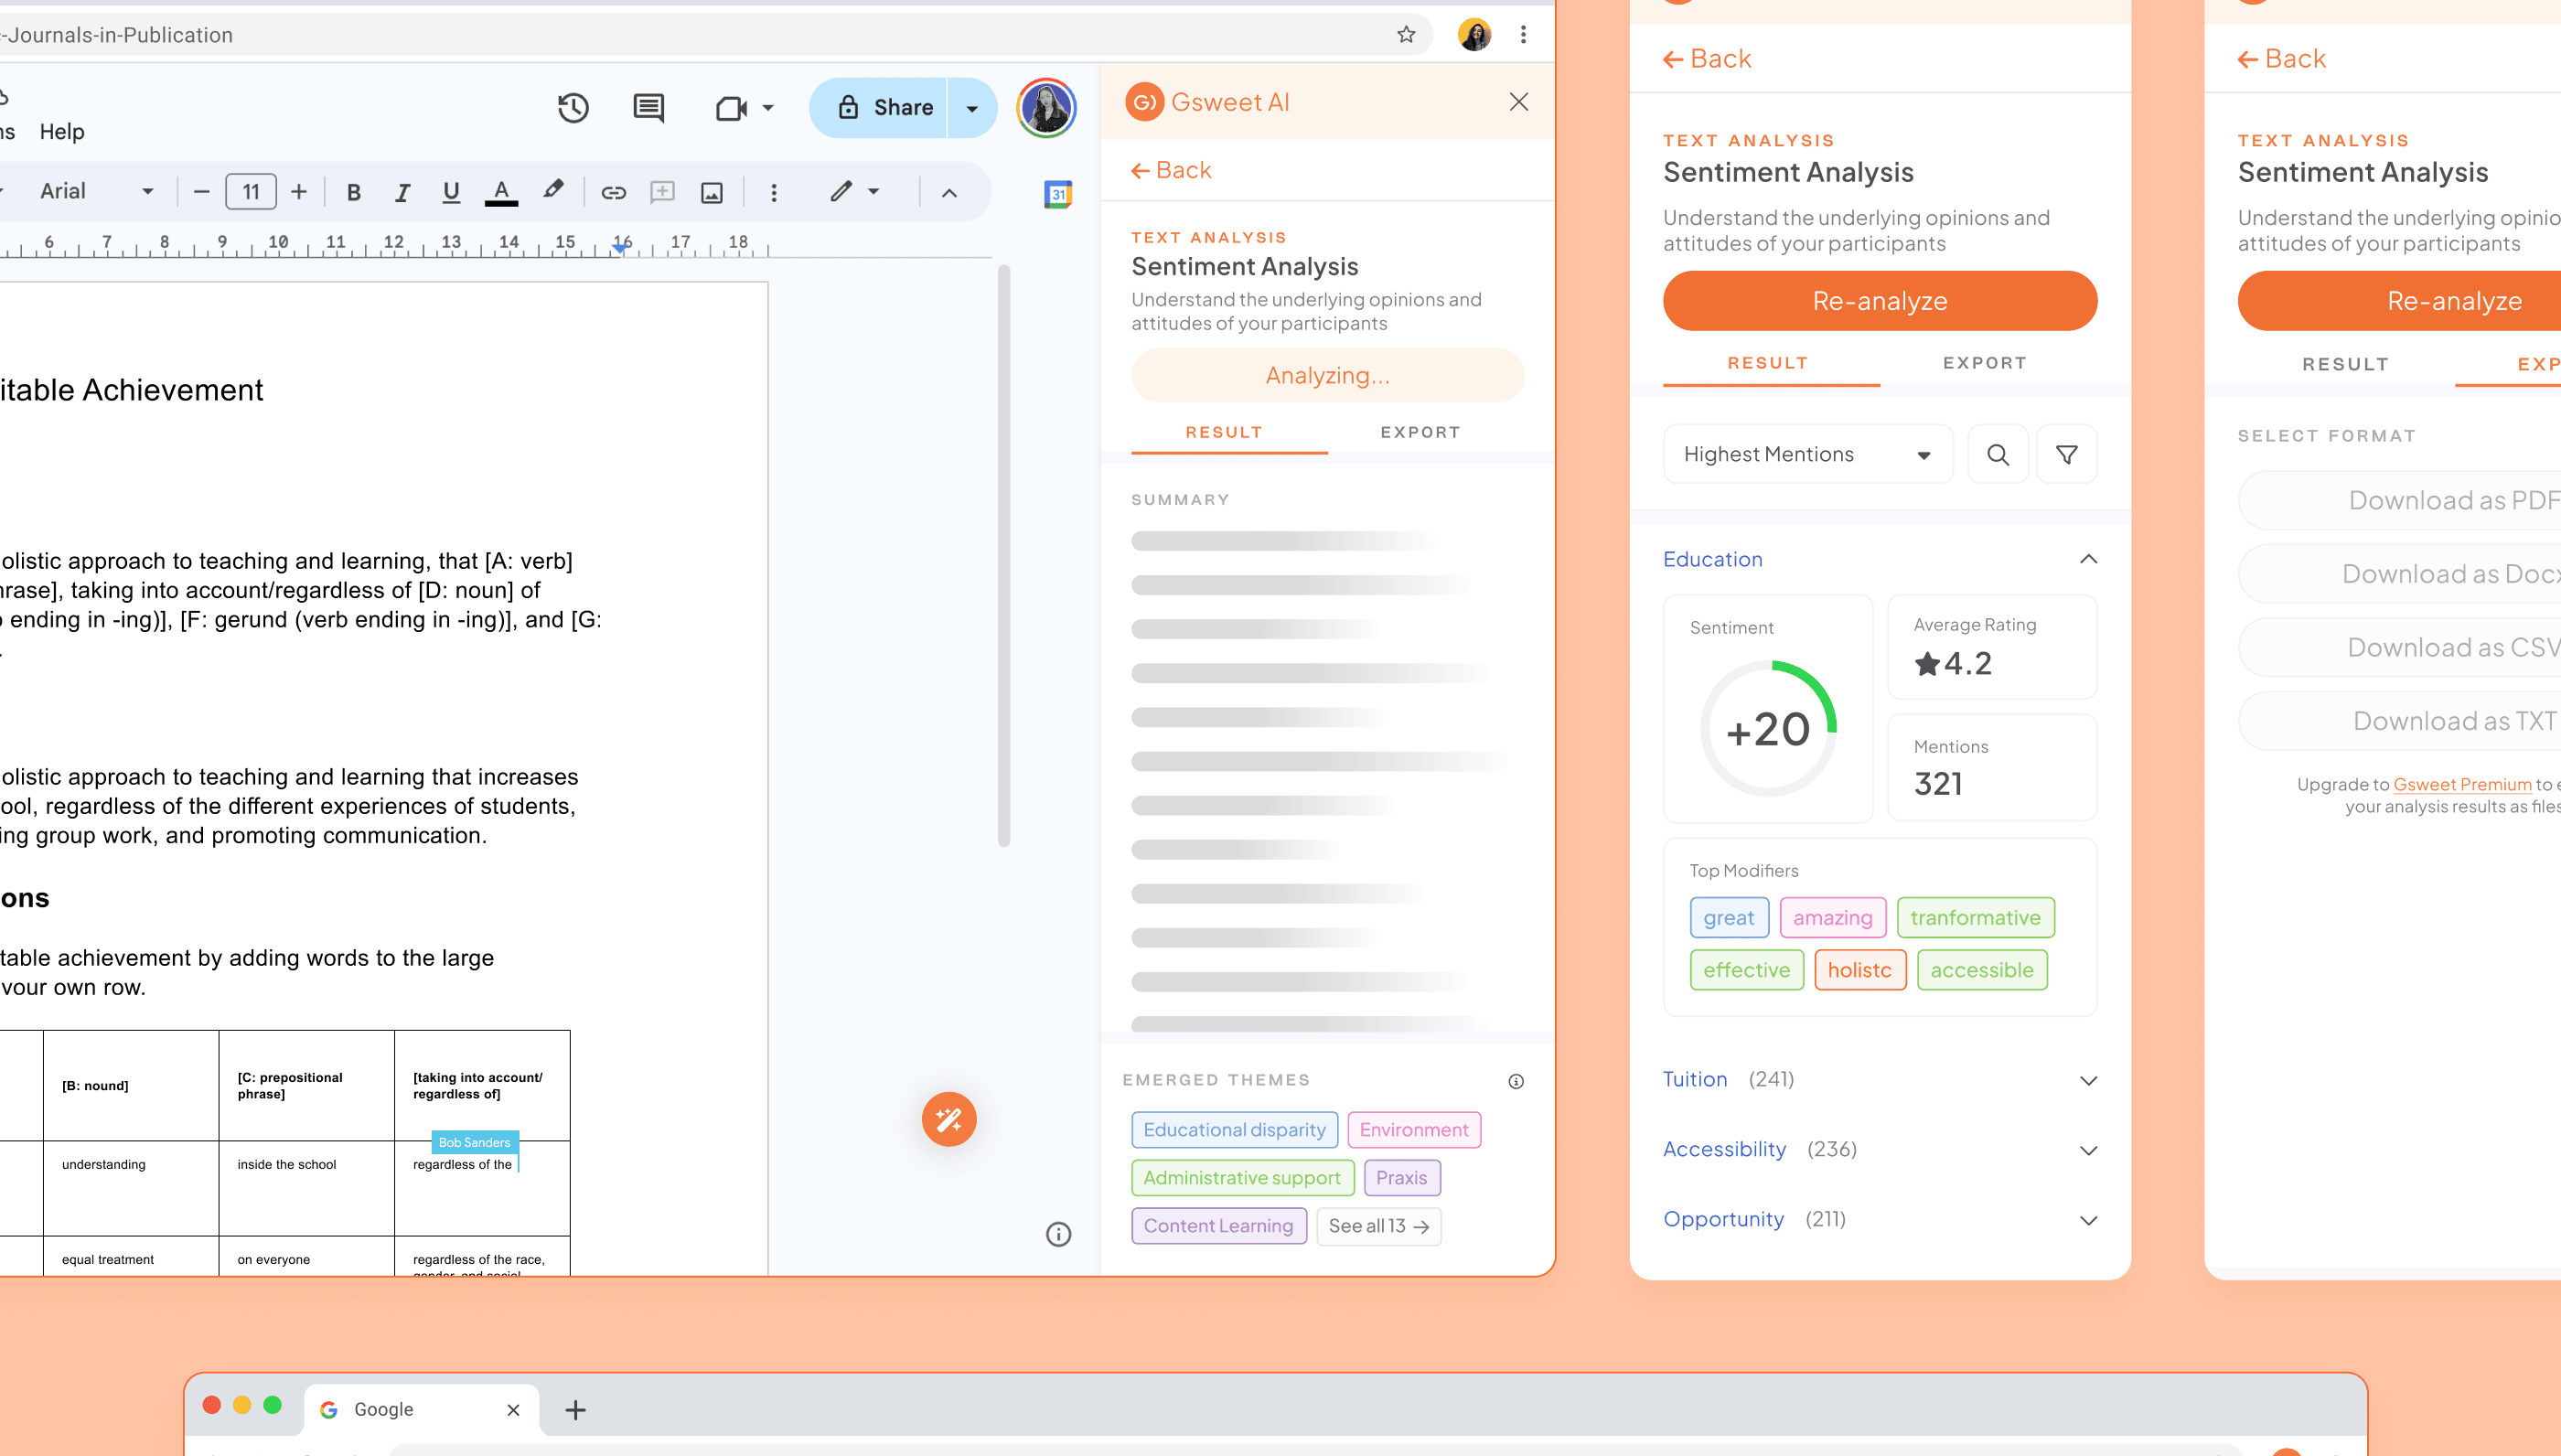 -Journals-in-Publication
Help
Share
Arial
11
31
6 7 8 9 10 11 12 13 14 15 16 17 18
itable Achievement
olistic approach to teaching and learning, that [A: verb]
hrase], taking into account/regardless of [D: noun] of
ending in -ing)], [F: gerund (verb ending in -ing)], and [G:
olistic approach to teaching and learning that increases
ool, regardless of the different experiences of students,
ing group work, and promoting communication.
ons
table achievement by adding words to the large
your own row.
[B: nound]
[C: prepositional
phrase]
[taking into account/
regardless of]
Bob Sanders
understanding
inside the school
regardless of the
equal treatment
on everyone
regardless of the race,
gender, and social
G) Gsweet AI
Back
TEXT ANALYSIS
Sentiment Analysis
Understand the underlying opinions and
attitudes of your participants
Analyzing...
RESULT EXPORT
SUMMARY
EMERGED THEMES
Educational disparity Environment
Administrative support Praxis
Content Learning See all 13 →
Back
TEXT ANALYSIS
Sentiment Analysis
Understand the underlying opinions and
attitudes of your participants
Re-analyze
RESULT EXPORT
Highest Mentions
Education
Sentiment
+20
Average Rating
4.2
Mentions
321
Top Modifiers
great amazing tranformative
effective holistc accessible
Tuition (241)
Accessibility (236)
Opportunity (211)
Back
TEXT ANALYSIS
Sentiment Analysis
Understand the underlying opinio
attitudes of your participants
Re-analyze
RESULT EXP
SELECT FORMAT
Download as PDF
Download as Docx
Download as CSV
Download as TXT
Upgrade to Gsweet Premium to e
your analysis results as files
Google